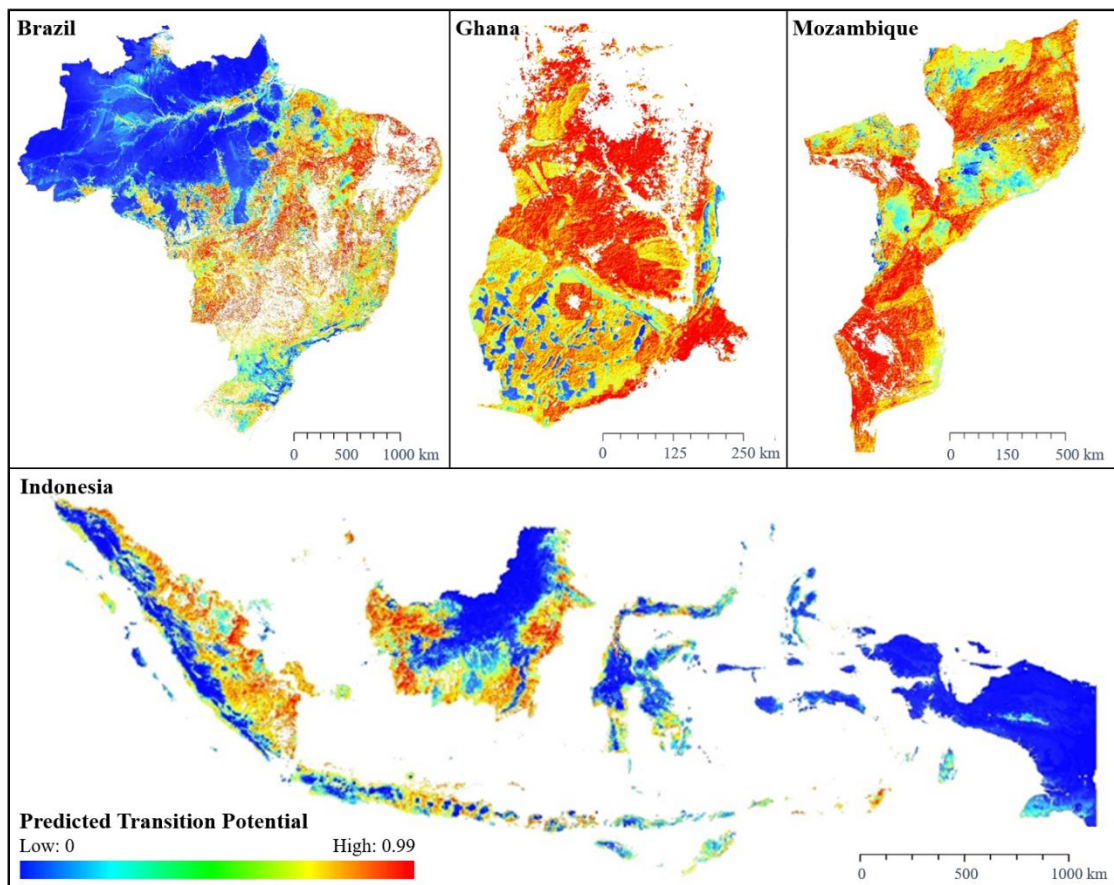 Brazil
0 500 1000 km
Ghana
0 125 250 km
Mozambique
0 150 500 km
Indonesia
Predicted Transition Potential
Low: 0 High: 0.99
0 500 1000 km